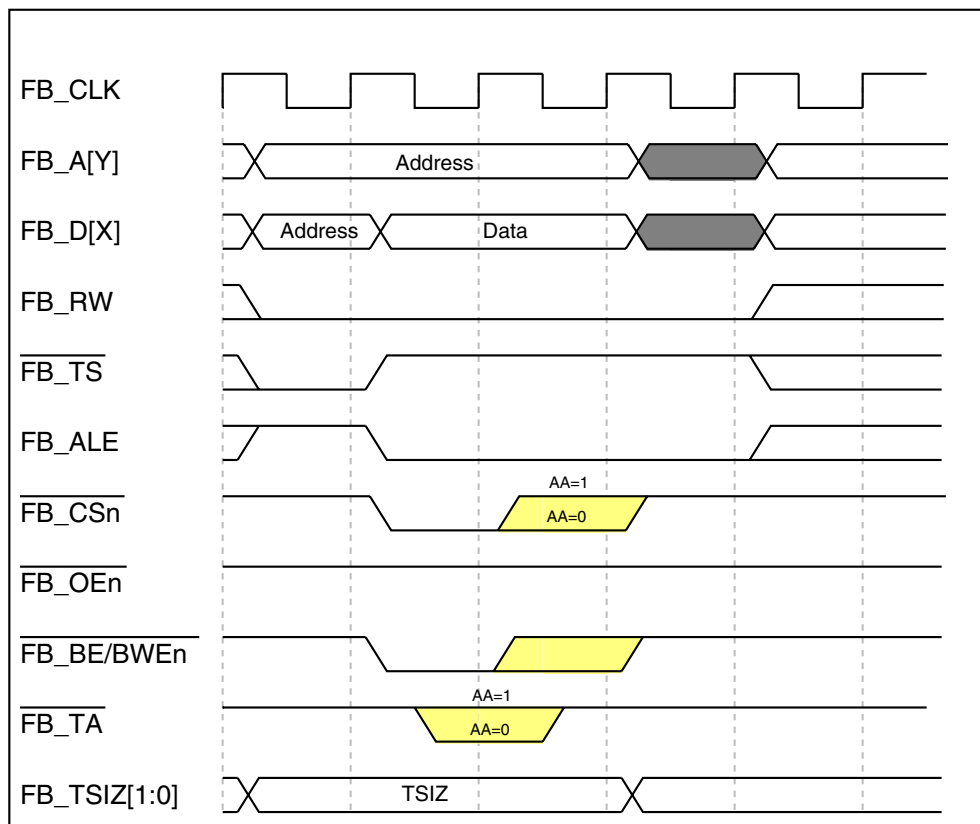 FB_CLK
FB_A[Y]
Address
FB_D[X]
Address
Data
FB_RW
FB_TS
FB_ALE
AA=1
FB_CSn
AA=0
FB_OEn
FB_BE/BWEn
AA=1
FB_TA
AA=0
FB_TSIZ[1:0]
TSIZ